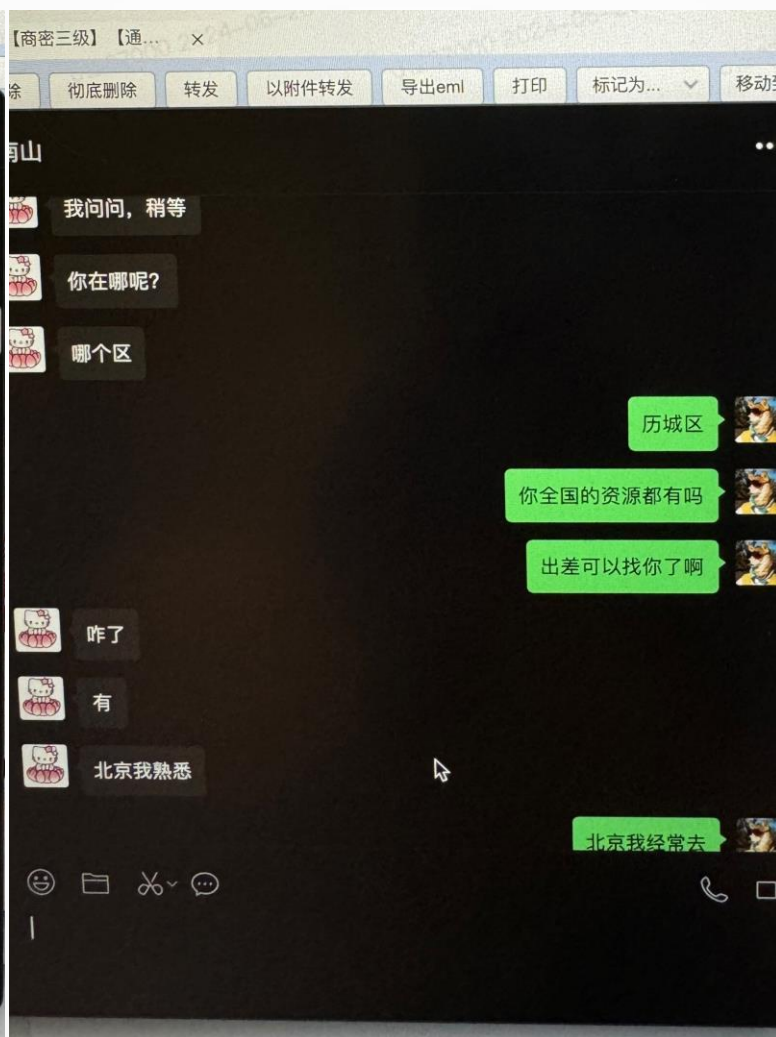 【商密三级】【通... ×
除 彻底删除 转发 以附件转发 导出eml 打印 标记为... 移动到
南山
我问问，稍等
你在哪呢？
哪个区
历城区
你全国的资源都有吗
出差可以找你了啊
咋了
有
北京我熟悉
北京我经常去